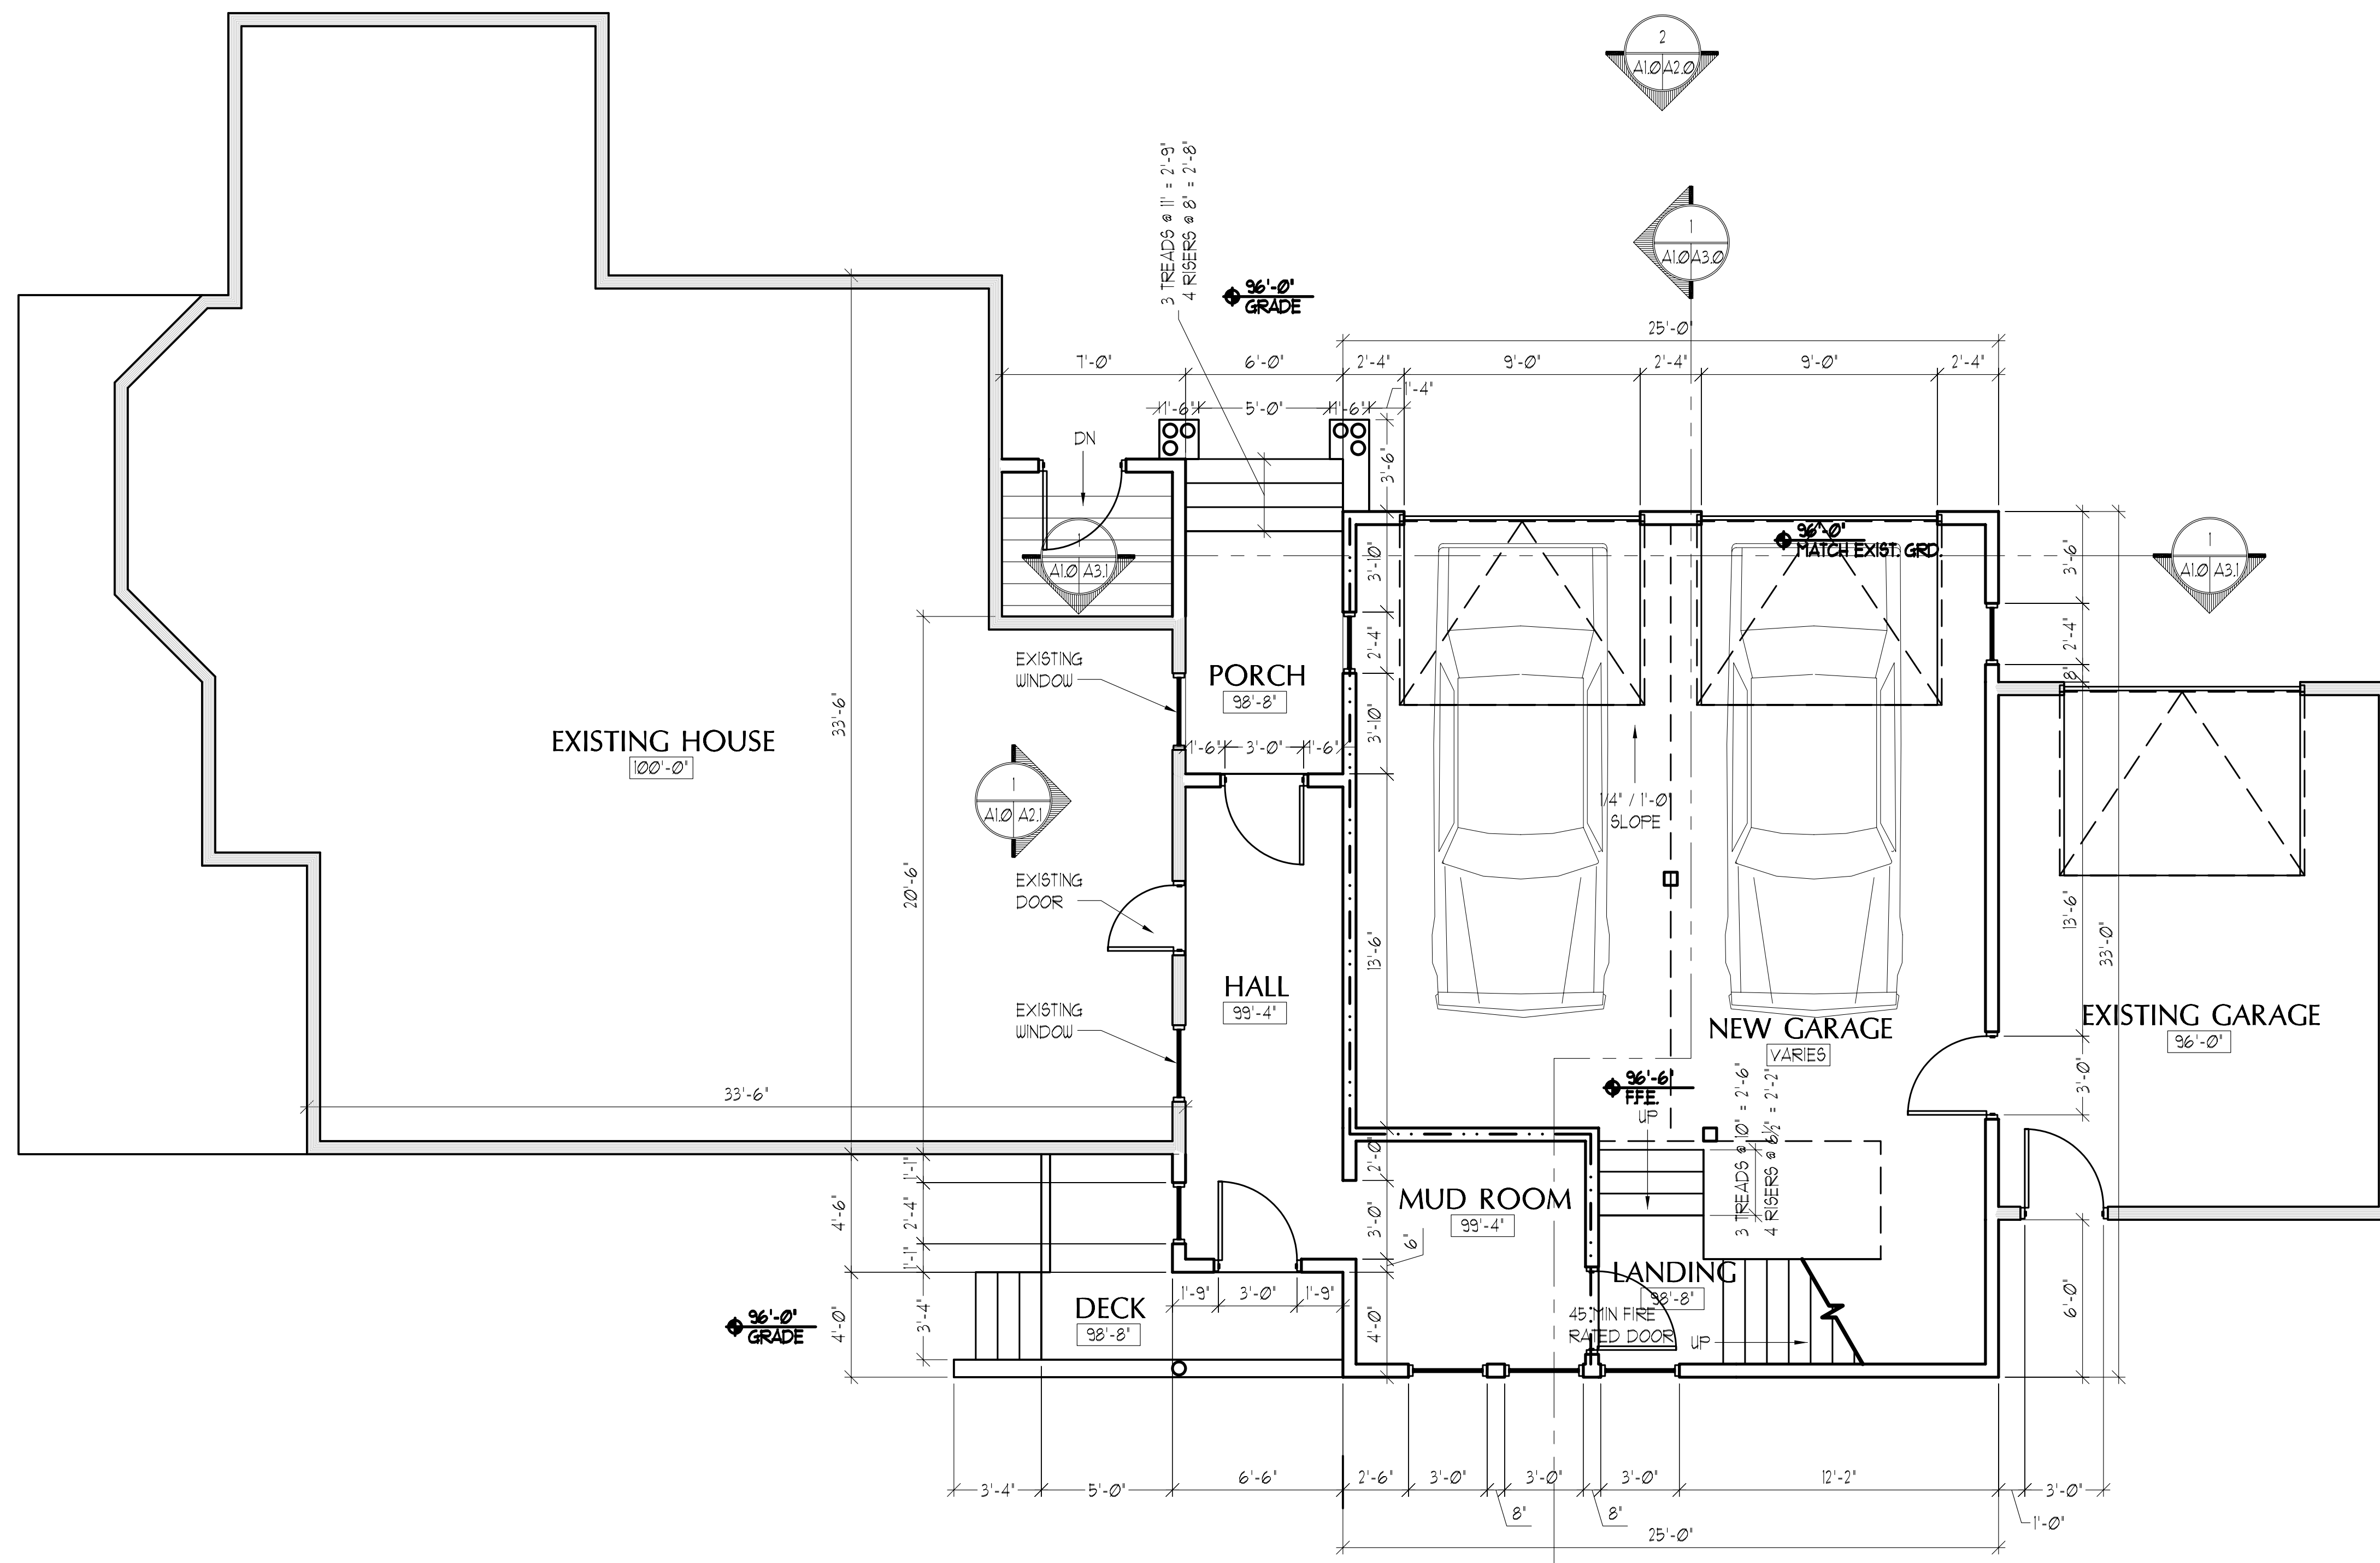 2
A1.0 A2.0
3 TREADS @ 11" = 2'-9"
4 RISERS @ 8" = 2'-8"
1
A1.0 A3.0
96'-0"
GRADE
25'-0"
7'-0" 6'-0" 2'-4" 9'-0" 2'-4" 9'-0" 2'-4"
1'-4"
1'-6" 5'-0" 1'-6"
DN
3'-6"
96'-0"
MATCH EXIST. GRD.
1
A1.0 A3.1
1
A1.0 A3.1
3'-10"
3'-6"
2'-4"
2'-4"
8"
EXISTING
WINDOW
PORCH
98'-8"
33'-6"
3'-10"
EXISTING HOUSE
100'-0"
1'-6" 3'-0" 1'-6"
1
A1.0 A2.1
1/4" / 1'-0"
SLOPE
20'-6"
EXISTING
DOOR
13'-6"
13'-6"
33'-0"
HALL
99'-4"
EXISTING
WINDOW
NEW GARAGE
VARIES
EXISTING GARAGE
96'-0"
33'-6"
96'-6"
F.F.E.
UP
3'-0"
3 TREADS @ 10" = 2'-6"
4 RISERS @ 6½" = 2'-2"
1'-1"
2'-0"
4'-6"
2'-4"
MUD ROOM
99'-4"
3'-0"
6"
1'-1"
LANDING
98'-8"
1'-9" 3'-0" 1'-9"
DECK
98'-8"
96'-0"
GRADE
4'-0"
3'-4"
4'-0"
45 MIN FIRE
RATED DOOR
UP
6'-0"
3'-4" 5'-0" 6'-6" 2'-6" 3'-0" 3'-0" 3'-0" 12'-2" 3'-0"
8" 8"
1'-0"
25'-0"